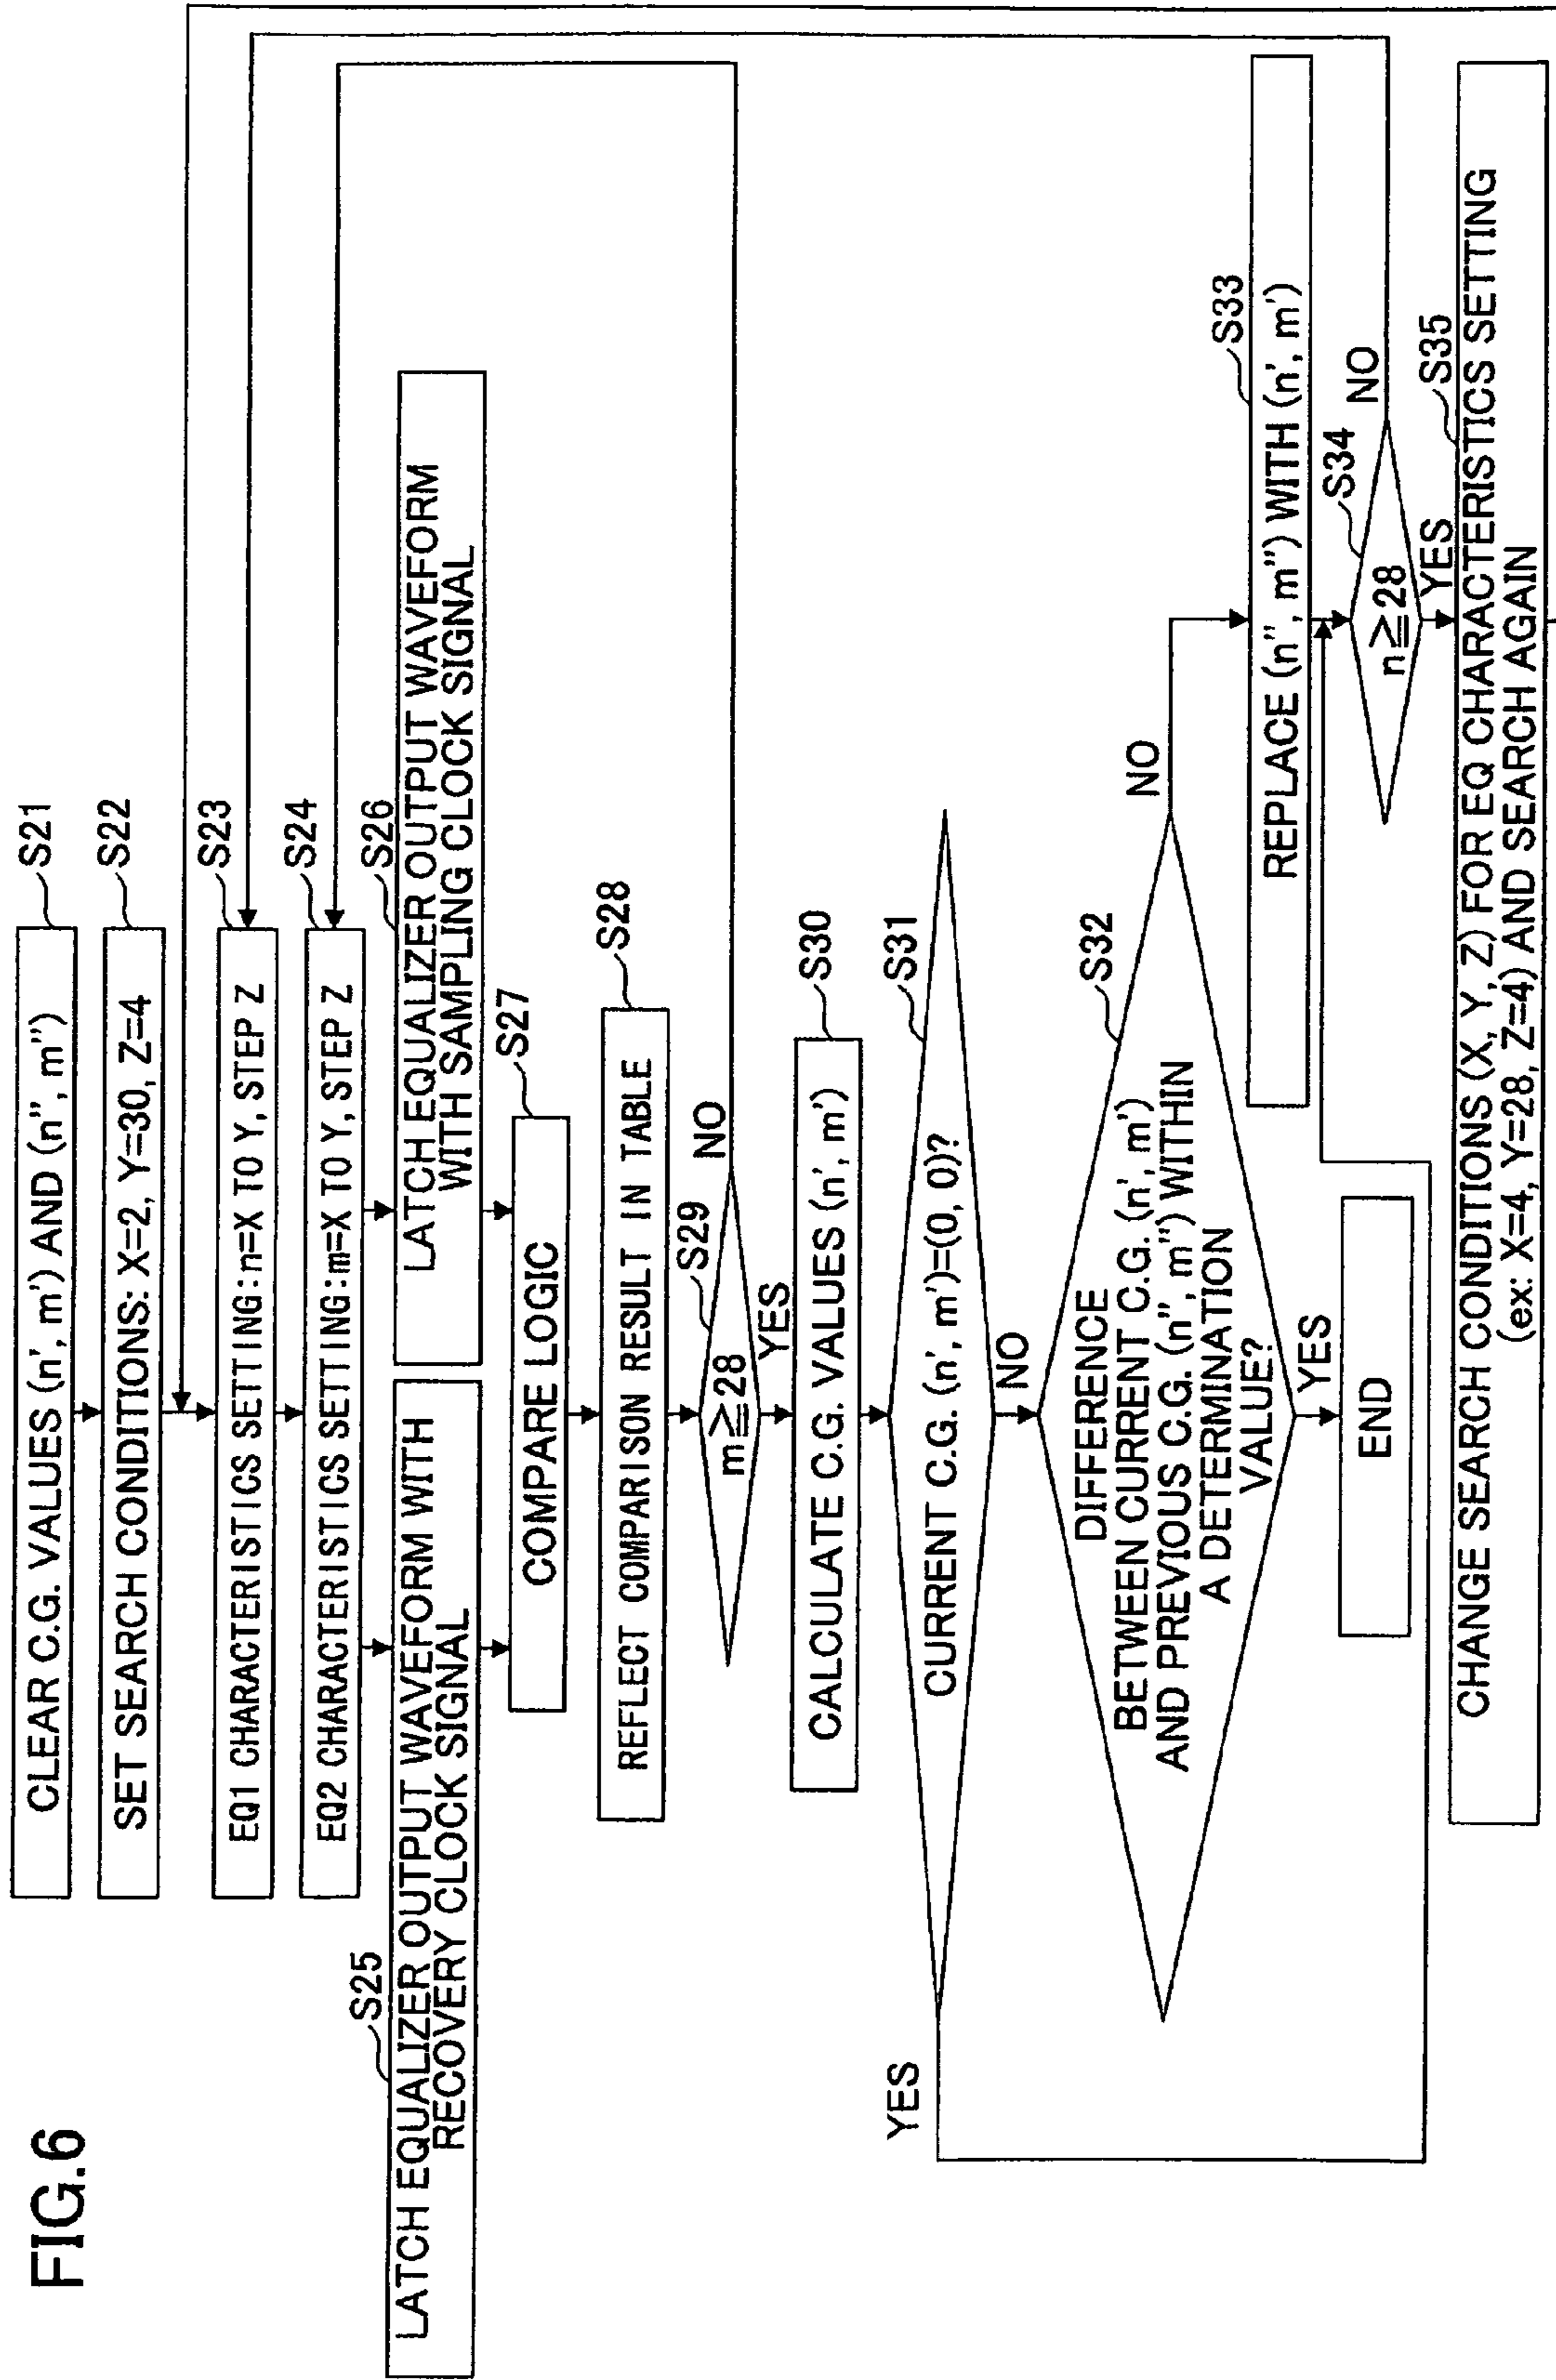 FIG.6
CLEAR C.G. VALUES (n', m') AND (n", m")
S21
SET SEARCH CONDITIONS: X=2, Y=30, Z=4
S22
EQ1 CHARACTERISTICS SETTING:n=X TO Y, STEP Z
S23
EQ2 CHARACTERISTICS SETTING:m=X TO Y, STEP Z
S24
S25
LATCH EQUALIZER OUTPUT WAVEFORM WITH
RECOVERY CLOCK SIGNAL
S26
LATCH EQUALIZER OUTPUT WAVEFORM
WITH SAMPLING CLOCK SIGNAL
COMPARE LOGIC
S27
REFLECT COMPARISON RESULT IN TABLE
S28
m≧28
S29
NO
YES
CALCULATE C.G. VALUES (n', m')
S30
YES
CURRENT C.G. (n', m')=(0, 0)?
S31
NO
DIFFERENCE
BETWEEN CURRENT C.G. (n', m')
AND PREVIOUS C.G. (n", m") WITHIN
A DETERMINATION
VALUE?
S32
NO
YES
END
REPLACE (n", m") WITH (n', m')
S33
n≧28
S34
NO
YES
S35
CHANGE SEARCH CONDITIONS (X, Y, Z) FOR EQ CHARACTERISTICS SETTING
(ex: X=4, Y=28, Z=4) AND SEARCH AGAIN